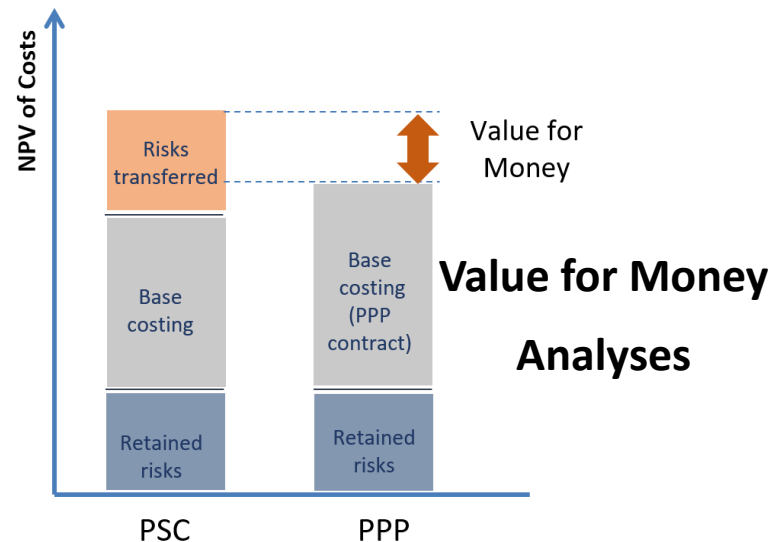 NPV of Costs
Risks
transferred
Base
costing
Retained
risks
Base
costing
(PPP
contract)
Retained
risks
Value for
Money
Value for Money
Analyses
PSC
PPP